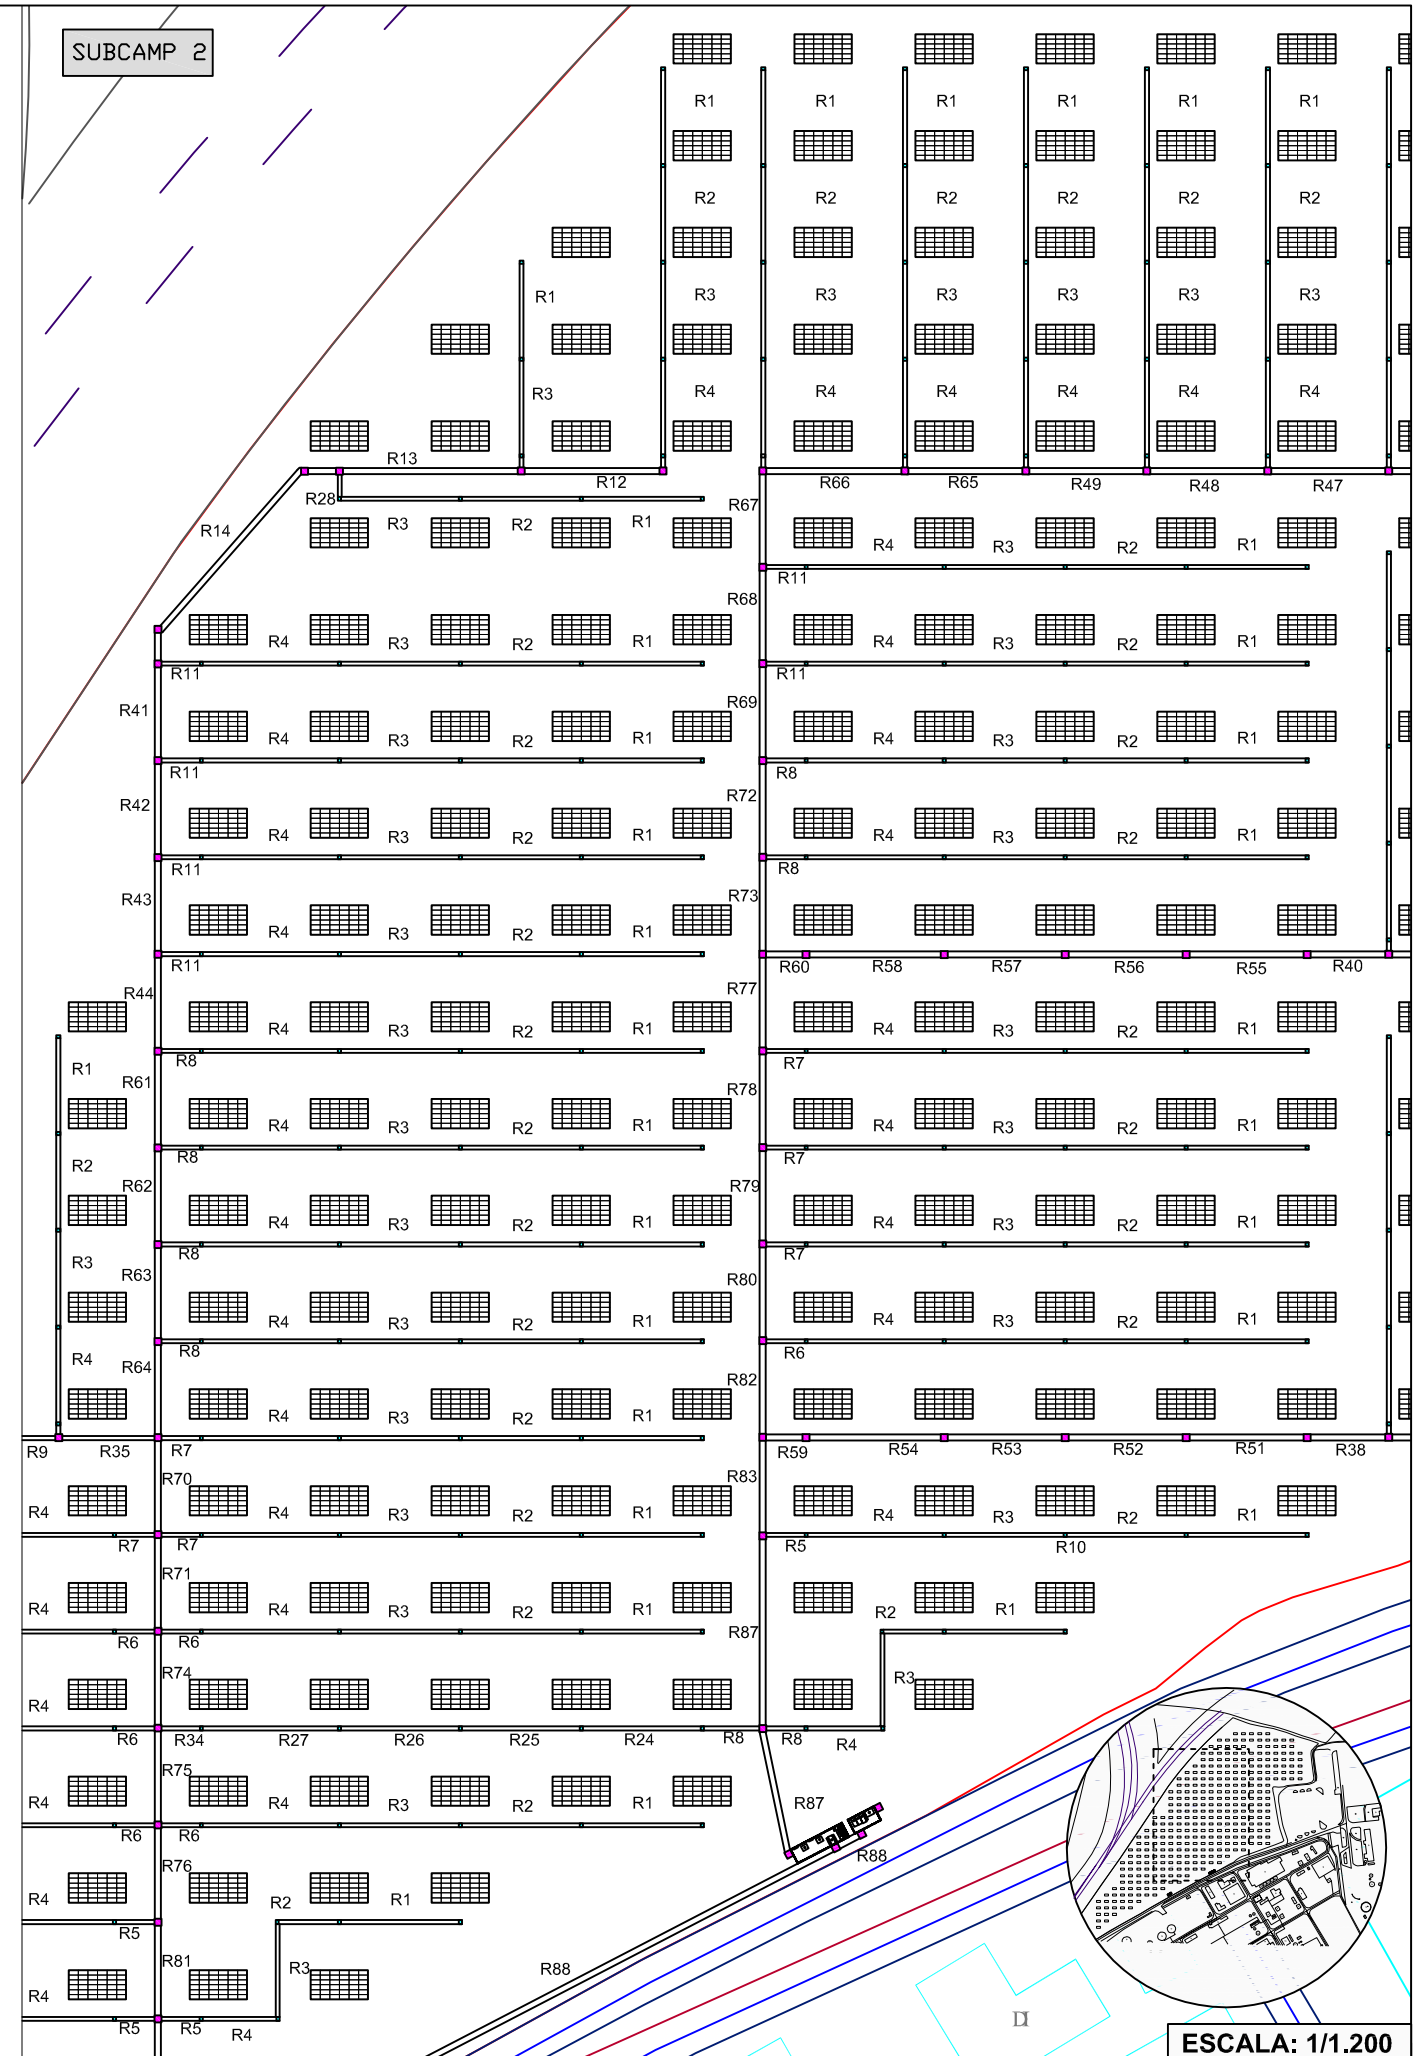 SUBCAMP 2
R1 R1 R1 R1 R1 R1
R2 R2 R2 R2 R2 R2
R1 R3 R3 R3 R3 R3 R3
R3 R4 R4 R4 R4 R4 R4
R13
R28 R12 R67 R66 R65 R49 R48 R47
R14 R3 R2 R1 R4 R3 R2 R1
R11
R68
R4 R3 R2 R1 R4 R3 R2 R1
R11 R11
R41 R69
R4 R3 R2 R1 R4 R3 R2 R1
R11 R8
R42 R72
R4 R3 R2 R1 R4 R3 R2 R1
R11 R8
R43 R73
R4 R3 R2 R1
R11 R60 R58 R57 R56 R55 R40
R44 R77
R4 R3 R2 R1 R4 R3 R2 R1
R8 R7
R1
R61 R78
R4 R3 R2 R1 R4 R3 R2 R1
R8 R7
R2
R62 R79
R4 R3 R2 R1 R4 R3 R2 R1
R8 R7
R3
R63 R80
R4 R3 R2 R1 R4 R3 R2 R1
R8 R6
R4
R64 R82
R4 R3 R2 R1
R9 R35 R7 R59 R54 R53 R52 R51 R38
R70 R83
R4 R4 R3 R2 R1 R4 R3 R2 R1
R7 R7 R5 R10
R71
R4 R4 R3 R2 R1 R2 R1
R6 R6 R87
R74 R3
R4
R6 R34 R27 R26 R25 R24 R8 R8 R4
R75
R4 R4 R3 R2 R1 R87
R6 R6
R88
R76
R4 R2 R1
R5
R81 R3 R88
R4
R5 R5 R4
DI
ESCALA: 1/1.200